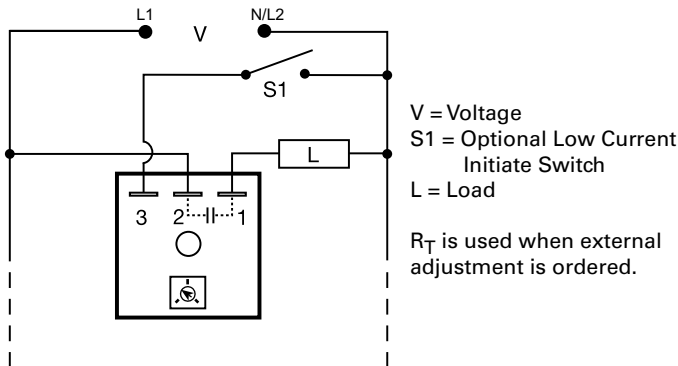 L1
V
N/L2
S1
L
3
2
1
V = Voltage
S1 = Optional Low Current
Initiate Switch
L = Load
R_T is used when external
adjustment is ordered.